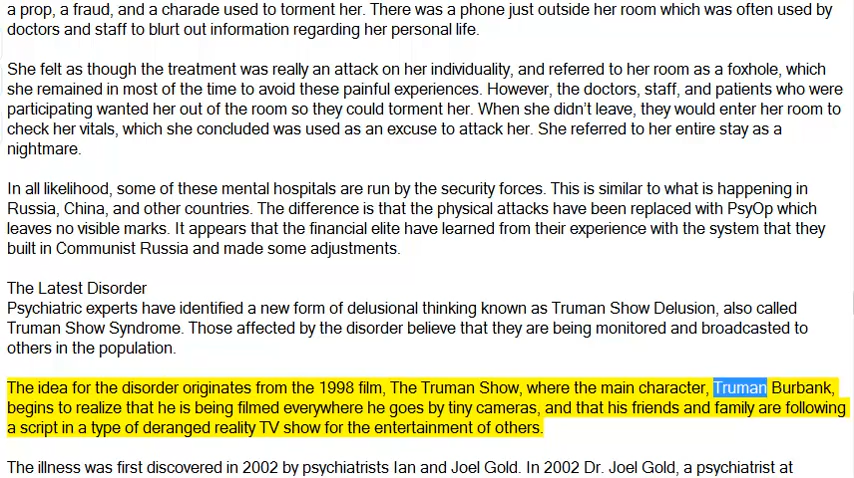 a prop, a fraud, and a charade used to torment her. There was a phone just outside her room which was often used by
doctors and staff to blurt out information regarding her personal life.
She felt as though the treatment was really an attack on her individuality, and referred to her room as a foxhole, which
she remained in most of the time to avoid these painful experiences. However, the doctors, staff, and patients who were
participating wanted her out of the room so they could torment her. When she didn't leave, they would enter her room to
check her vitals, which she concluded was used as an excuse to attack her. She referred to her entire stay as a
nightmare.
In all likelihood, some of these mental hospitals are run by the security forces. This is similar to what is happening in
Russia, China, and other countries. The difference is that the physical attacks have been replaced with PsyOp which
leaves no visible marks. It appears that the financial elite have learned from their experience with the system that they
built in Communist Russia and made some adjustments.
The Latest Disorder
Psychiatric experts have identified a new form of delusional thinking known as Truman Show Delusion, also called
Truman Show Syndrome. Those affected by the disorder believe that they are being monitored and broadcasted to
others in the population.
The idea for the disorder originates from the 1998 film, The Truman Show, where the main character, Truman Burbank,
begins to realize that he is being filmed everywhere he goes by tiny cameras, and that his friends and family are following
a script in a type of deranged reality TV show for the entertainment of others.
The illness was first discovered in 2002 by psychiatrists Ian and Joel Gold. In 2002 Dr. Joel Gold, a psychiatrist at